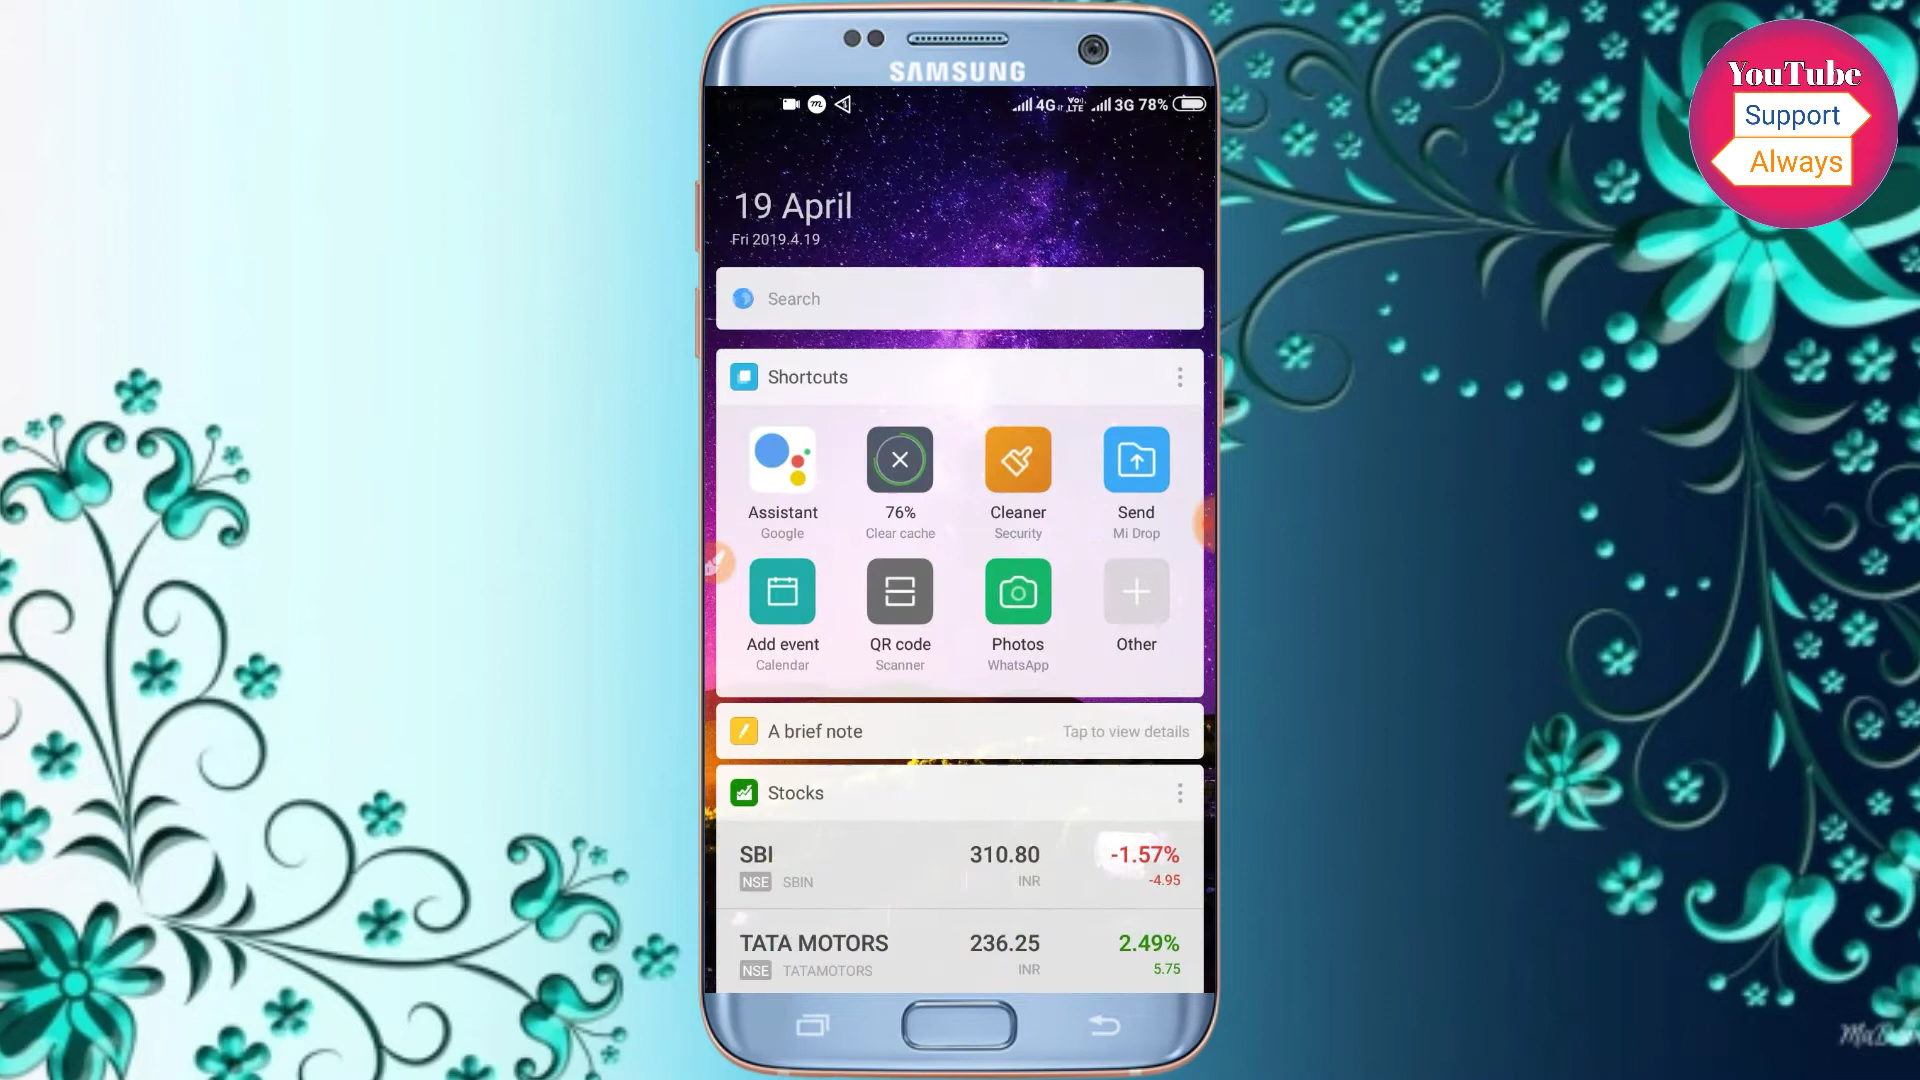 SAMSUNG
YouTube
Support
Always
4G VoLTE 3G 78%
19 April
Fri 2019.4.19
Search
Shortcuts
Assistant 76% Cleaner Send
Google Clear cache Security Mi Drop
Add event QR code Photos Other
Calendar Scanner WhatsApp
A brief note Tap to view details
Stocks
SBI 310.80 -1.57%
NSE SBIN INR -4.95
TATA MOTORS 236.25 2.49%
NSE TATAMOTORS INR 5.75